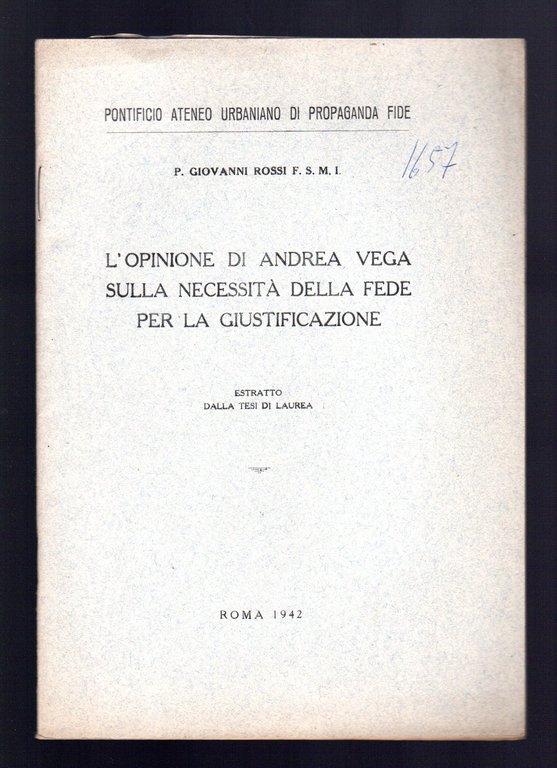 PONTIFICIO ATENEO URBANIANO DI PROPAGANDA FIDE
P. GIOVANNI ROSSI F. S. M. I.
1657
L'OPINIONE DI ANDREA VEGA
SULLA NECESSITÀ DELLA FEDE
PER LA GIUSTIFICAZIONE
ESTRATTO
DALLA TESI DI LAUREA
ROMA 1942